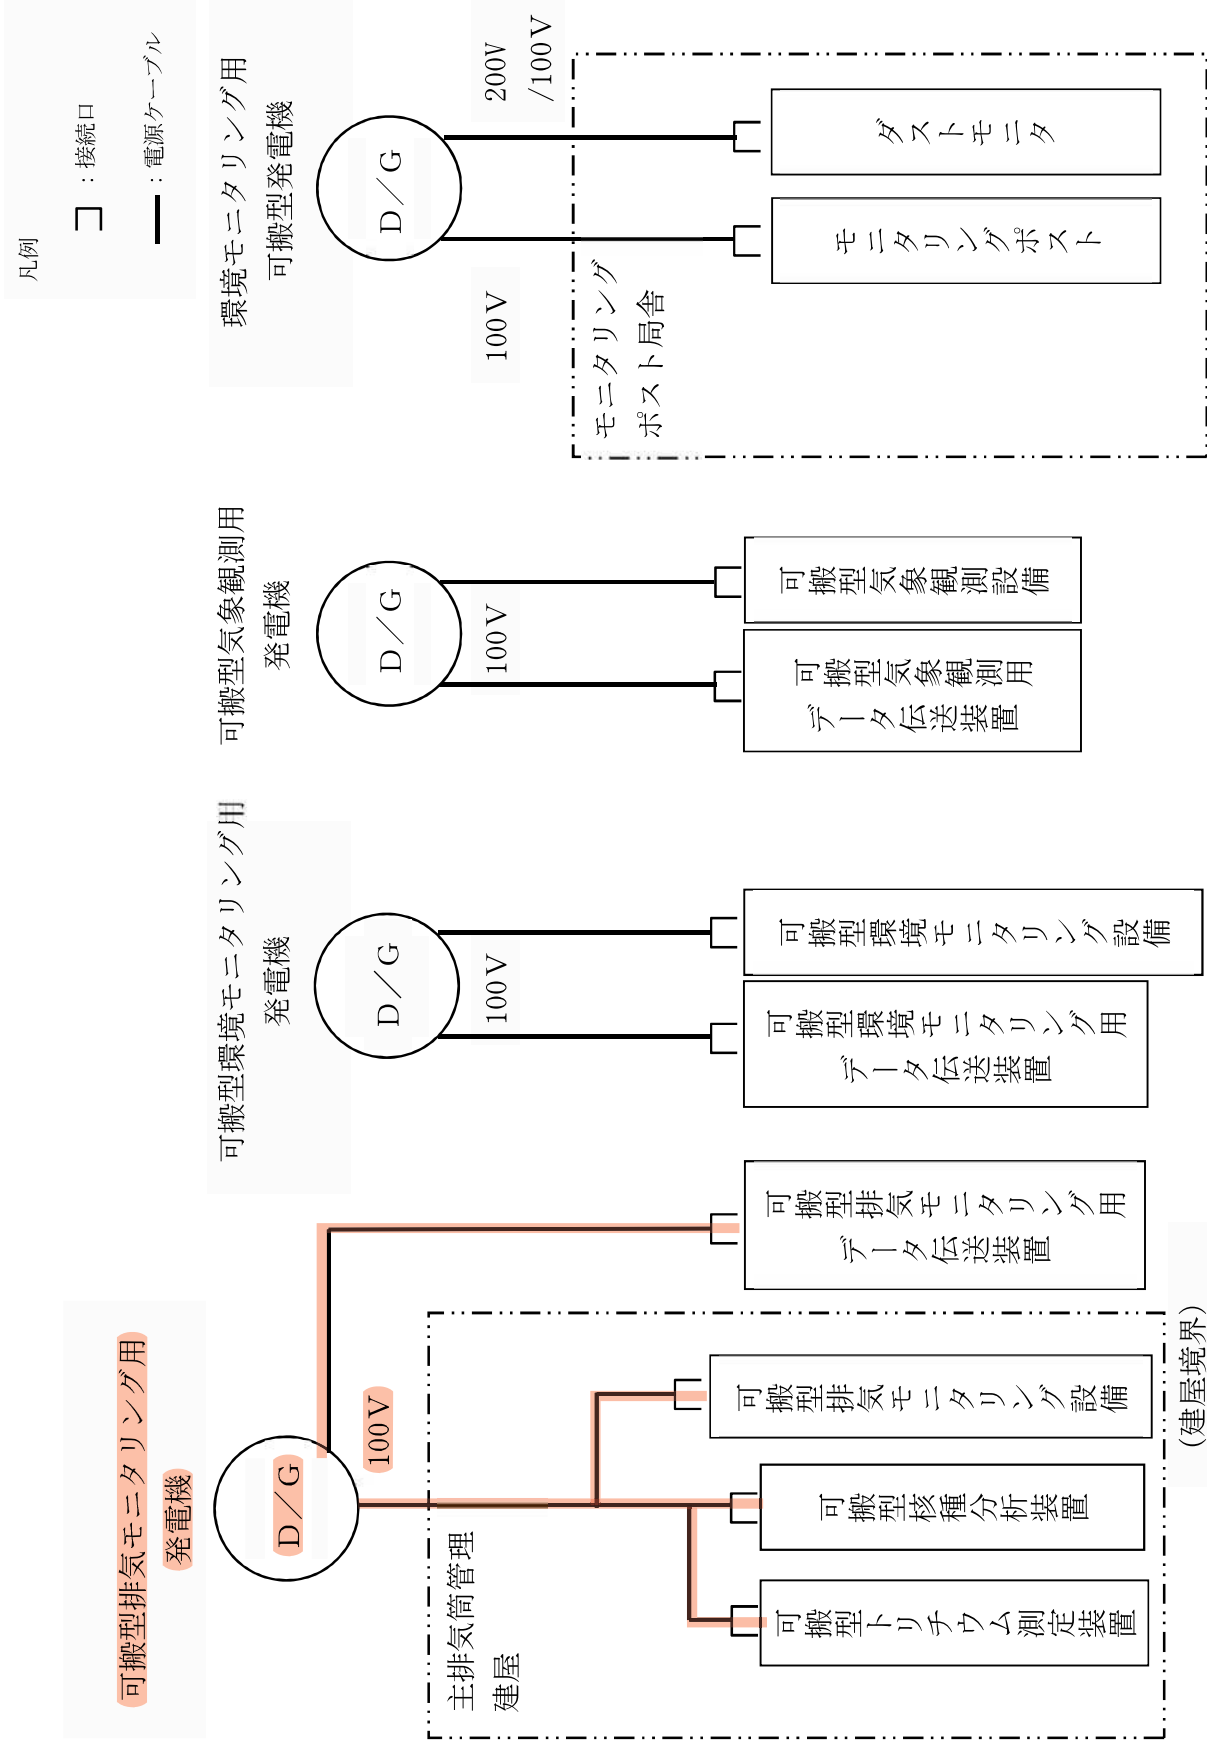 可搬型排気モニタリング用
発電機
D/G
100V
主排気筒管理
建屋
可搬型トリチウム測定装置
可搬型核種分析装置
可搬型排気モニタリング設備
(建屋境界)
可搬型排気モニタリング用
データ伝送装置
可搬型環境モニタリング用
発電機
D/G
100V
可搬型環境モニタリング用
データ伝送装置
可搬型環境モニタリング設備
可搬型気象観測用
発電機
D/G
100V
可搬型気象観測用
データ伝送装置
可搬型気象観測設備
環境モニタリング用
可搬型発電機
D/G
100V
200V
/100V
モニタリング
ポスト局舎
モニタリングポスト
ダストモニタ
凡例
:接続口
:電源ケーブル